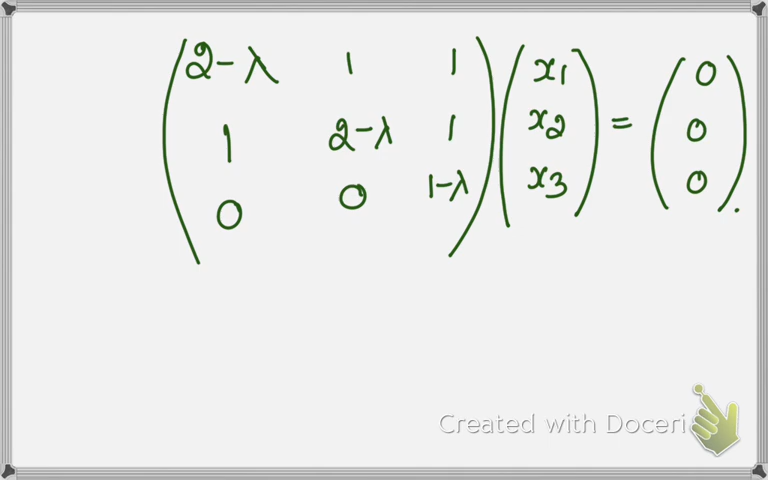 2-λ 1 1 x1 0
1 2-λ 1 x2 = 0
0 0 1-λ x3 0.
Created with Doceri